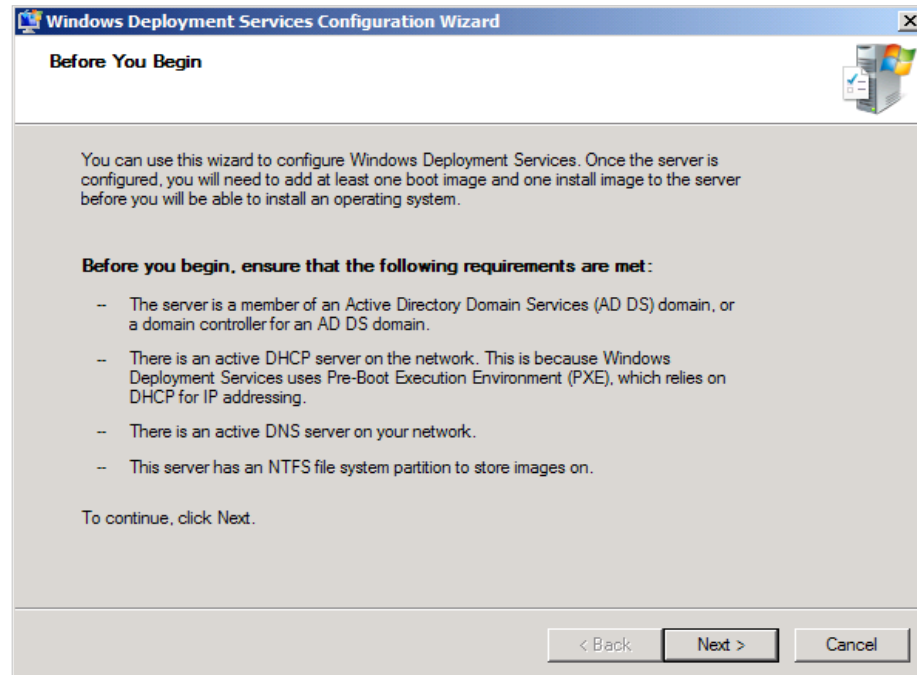 Windows Deployment Services Configuration Wizard
Before You Begin
You can use this wizard to configure Windows Deployment Services. Once the server is
configured, you will need to add at least one boot image and one install image to the server
before you will be able to install an operating system.
Before you begin, ensure that the following requirements are met:
-- The server is a member of an Active Directory Domain Services (AD DS) domain, or
a domain controller for an AD DS domain.
-- There is an active DHCP server on the network. This is because Windows
Deployment Services uses Pre-Boot Execution Environment (PXE), which relies on
DHCP for IP addressing.
-- There is an active DNS server on your network.
-- This server has an NTFS file system partition to store images on.
To continue, click Next.
< Back Next > Cancel